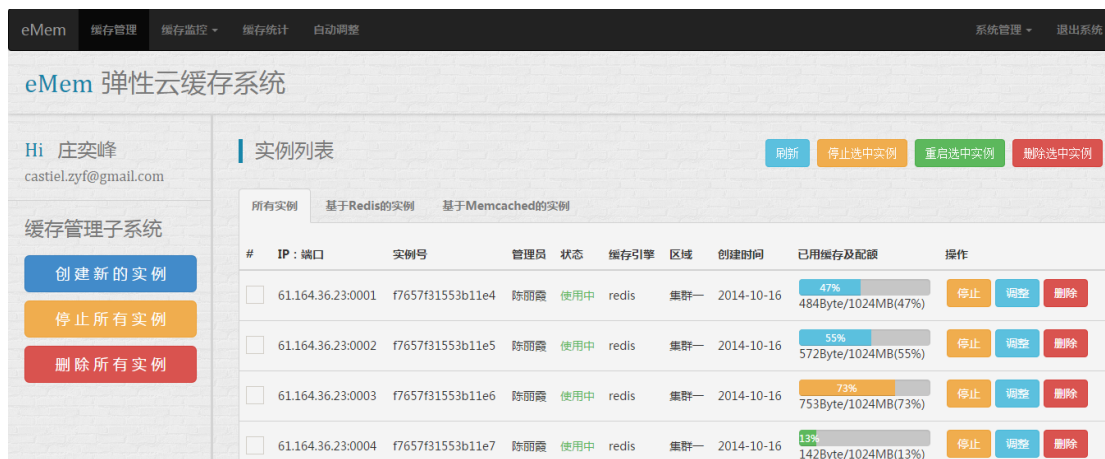 eMem 缓存管理 缓存监控 缓存统计 自动调整 系统管理 退出系统
eMem 弹性云缓存系统
Hi 庄奕峰
castiel.zyf@gmail.com
缓存管理子系统
创建新的实例
停止所有实例
删除所有实例
实例列表
刷新 停止选中实例 重启选中实例 删除选中实例
所有实例 基于Redis的实例 基于Memcached的实例
# IP：端口 实例号 管理员 状态 缓存引擎 区域 创建时间 已用缓存及配额 操作
47%
61.164.36.23:0001 f7657f31553b11e4 陈丽霞 使用中 redis 集群一 2014-10-16 484Byte/1024MB(47%) 停止 调整 删除
55%
61.164.36.23:0002 f7657f31553b11e5 陈丽霞 使用中 redis 集群一 2014-10-16 572Byte/1024MB(55%) 停止 调整 删除
73%
61.164.36.23:0003 f7657f31553b11e6 陈丽霞 使用中 redis 集群一 2014-10-16 753Byte/1024MB(73%) 停止 调整 删除
13%
61.164.36.23:0004 f7657f31553b11e7 陈丽霞 使用中 redis 集群一 2014-10-16 142Byte/1024MB(13%) 停止 调整 删除